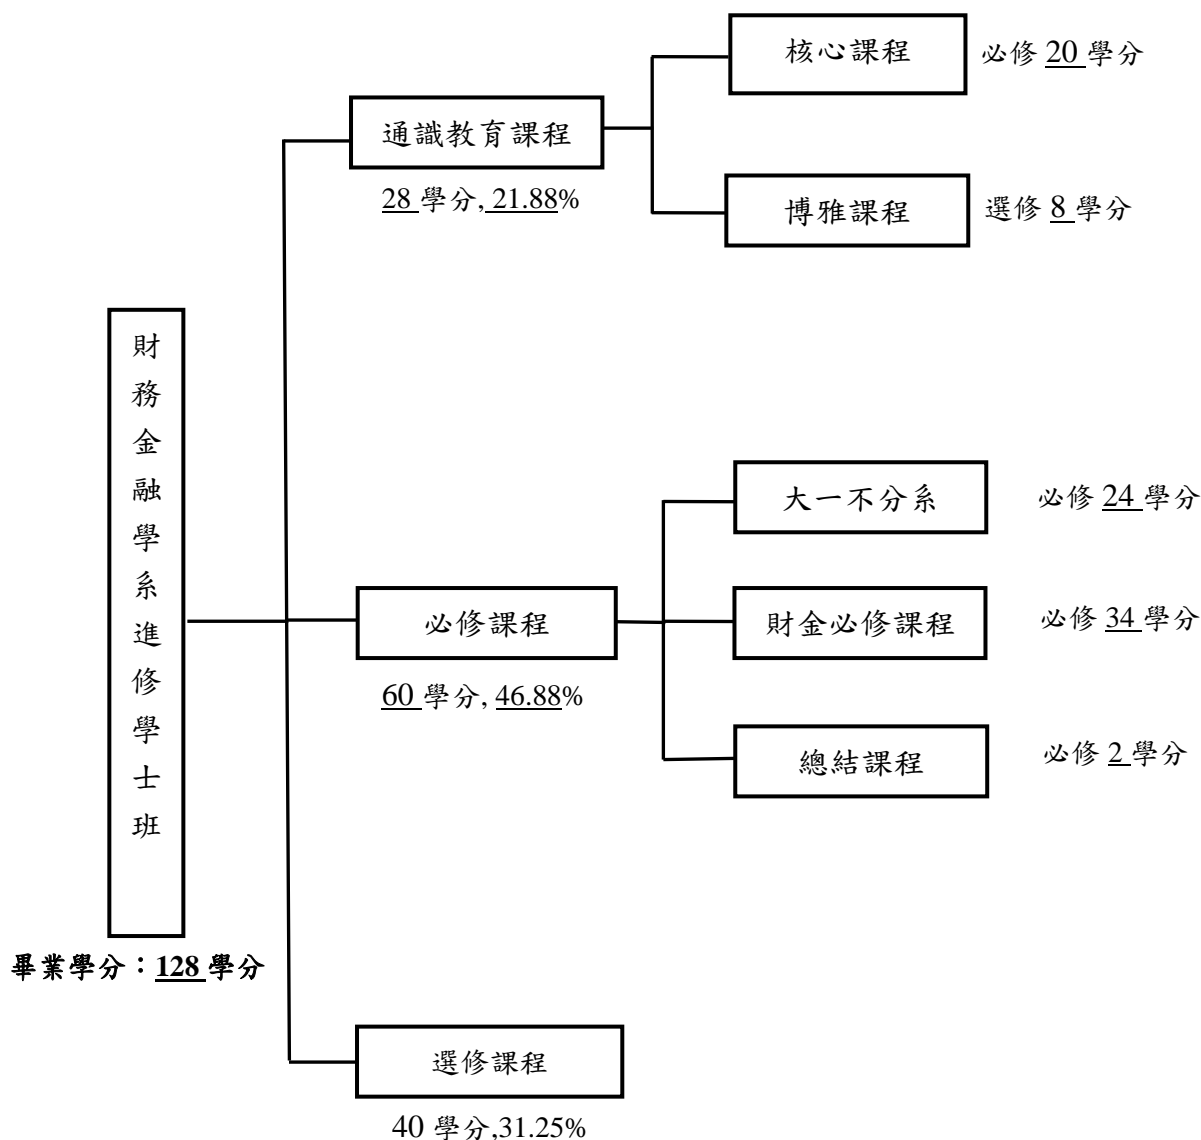 核心課程 必修 20 學分
通識教育課程
28 學分, 21.88%
博雅課程 選修 8 學分
財務金融學系進修學士班
畢業學分：128 學分
大一不分系 必修 24 學分
必修課程
60 學分, 46.88%
財金必修課程 必修 34 學分
總結課程 必修 2 學分
選修課程
40 學分,31.25%